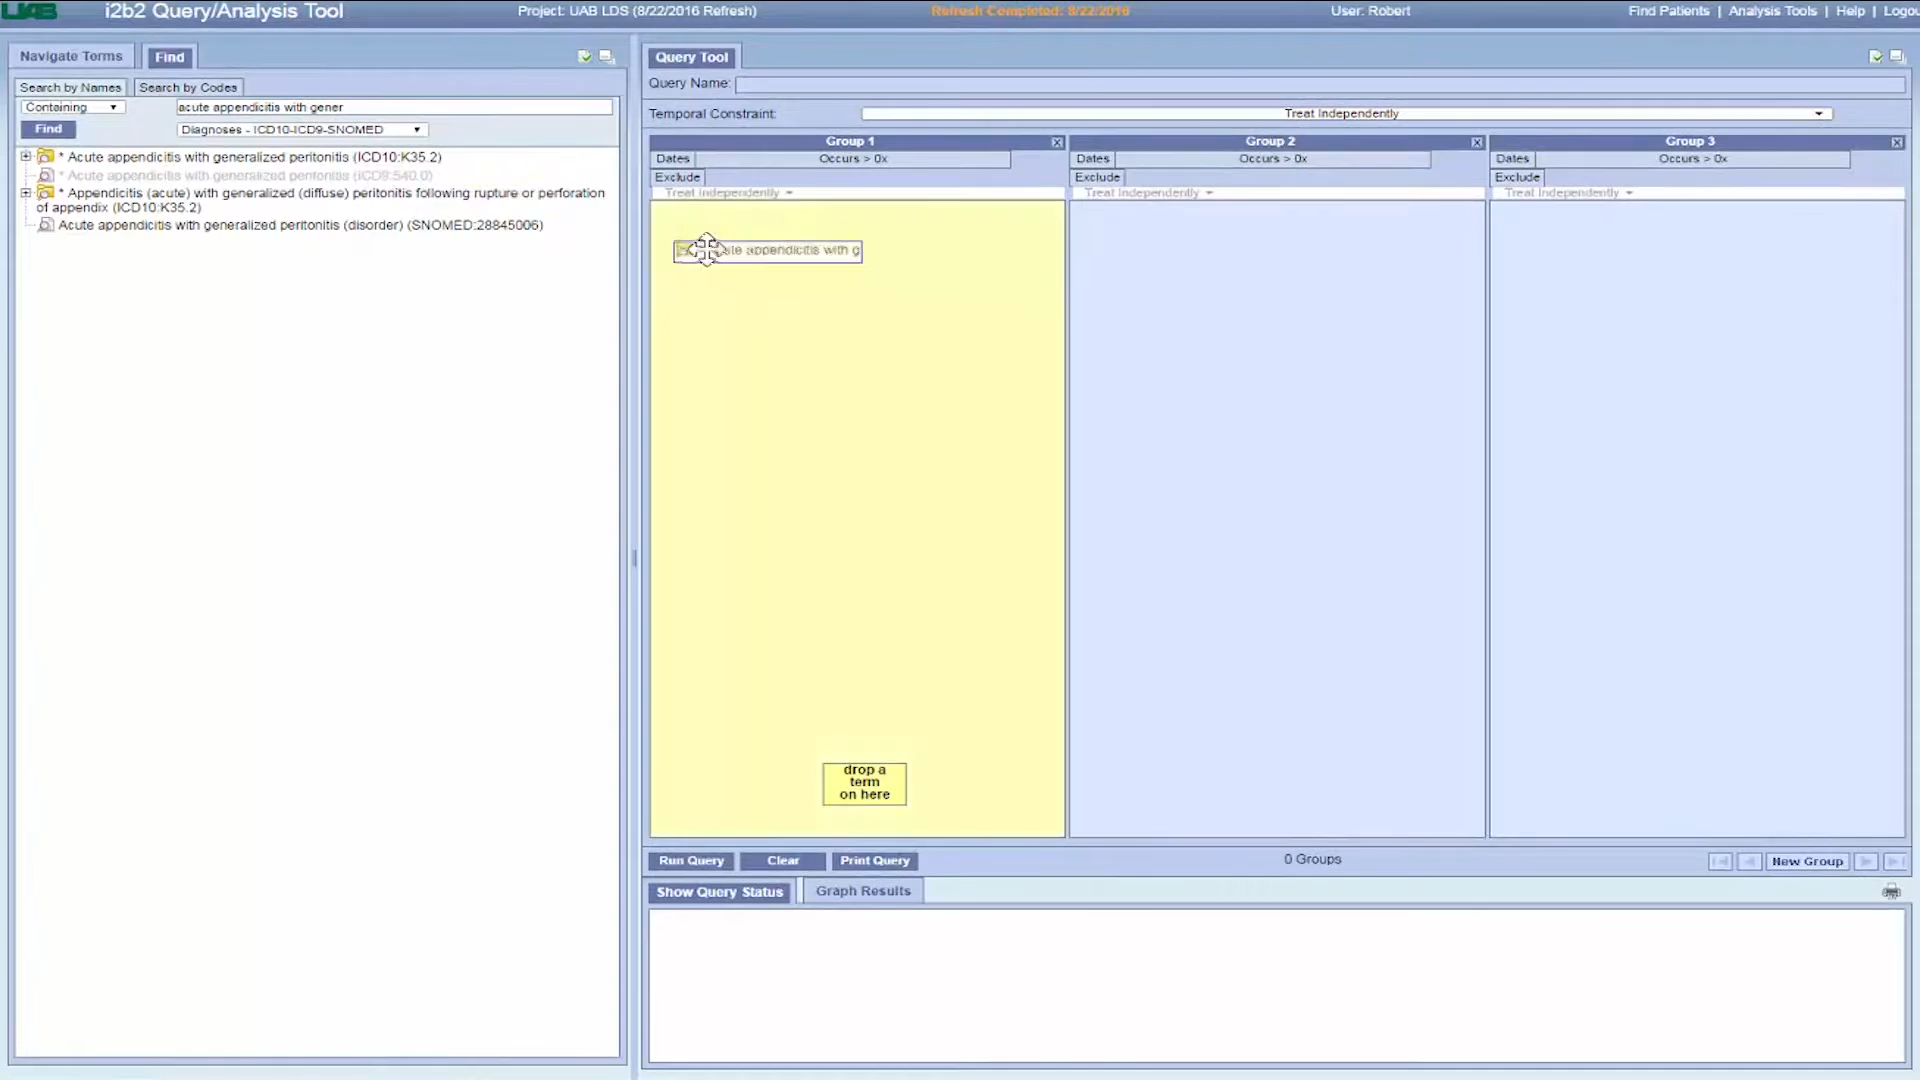 UAB i2b2 Query/Analysis Tool Project: UAB LDS (8/22/2016 Refresh) Refresh Completed: 8/22/2016 User: Robert Find Patients | Analysis Tools | Help | Logou
Navigate Terms Find
Search by Names Search by Codes
Containing acute appendicitis with gener
Find Diagnoses - ICD10-ICD9-SNOMED
* Acute appendicitis with generalized peritonitis (ICD10:K35.2)
* Acute appendicitis with generalized peritonitis (ICD9:540.0)
* Appendicitis (acute) with generalized (diffuse) peritonitis following rupture or perforation
of appendix (ICD10:K35.2)
Acute appendicitis with generalized peritonitis (disorder) (SNOMED:28845006)
Query Tool
Query Name:
Temporal Constraint: Treat Independently
Group 1 Group 2 Group 3
Dates Occurs > 0x Dates Occurs > 0x Dates Occurs > 0x
Exclude Exclude Exclude
Treat Independently Treat Independently Treat Independently
appendicitis with g
drop a
term
on here
Run Query Clear Print Query 0 Groups New Group
Show Query Status Graph Results